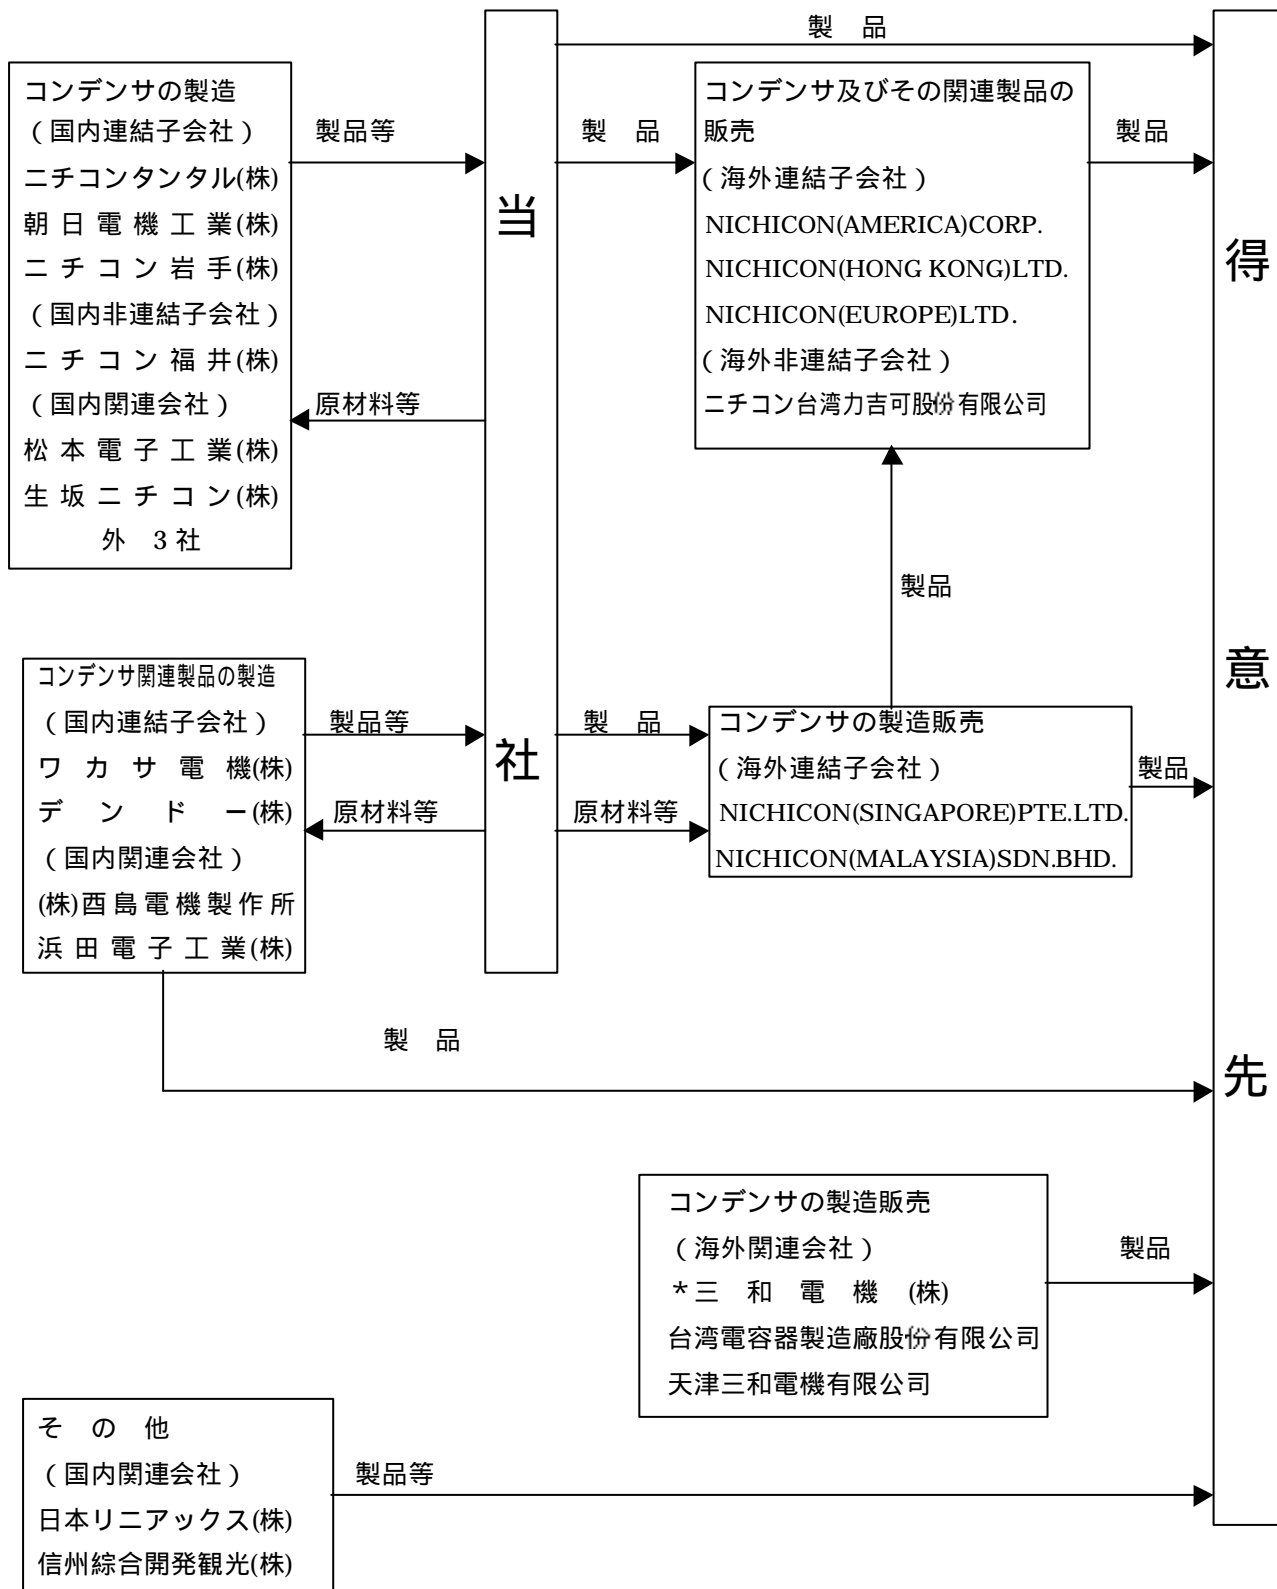 製　品
コンデンサの製造
（国内連結子会社）
ニチコンタンタル(株)
朝日電機工業(株)
ニチコン岩手(株)
（国内非連結子会社）
ニチコン福井(株)
（国内関連会社）
松本電子工業(株)
生坂ニチコン(株)
外　3社
製品等
原材料等
当
社
製　品
コンデンサ及びその関連製品の
販売
（海外連結子会社）
NICHICON(AMERICA)CORP.
NICHICON(HONG KONG)LTD.
NICHICON(EUROPE)LTD.
（海外非連結子会社）
ニチコン台湾力吉可股份有限公司
製品
得
意
先
製品
コンデンサ関連製品の製造
（国内連結子会社）
ワカサ電機(株)
デンドー(株)
（国内関連会社）
(株)酉島電機製作所
浜田電子工業(株)
製品等
原材料等
製　品
原材料等
コンデンサの製造販売
（海外連結子会社）
NICHICON(SINGAPORE)PTE.LTD.
NICHICON(MALAYSIA)SDN.BHD.
製品
製　品
コンデンサの製造販売
（海外関連会社）
*三　和　電　機　(株)
台湾電容器製造廠股份有限公司
天津三和電機有限公司
製品
そ　の　他
（国内関連会社）
日本リニアックス(株)
信州綜合開発観光(株)
製品等